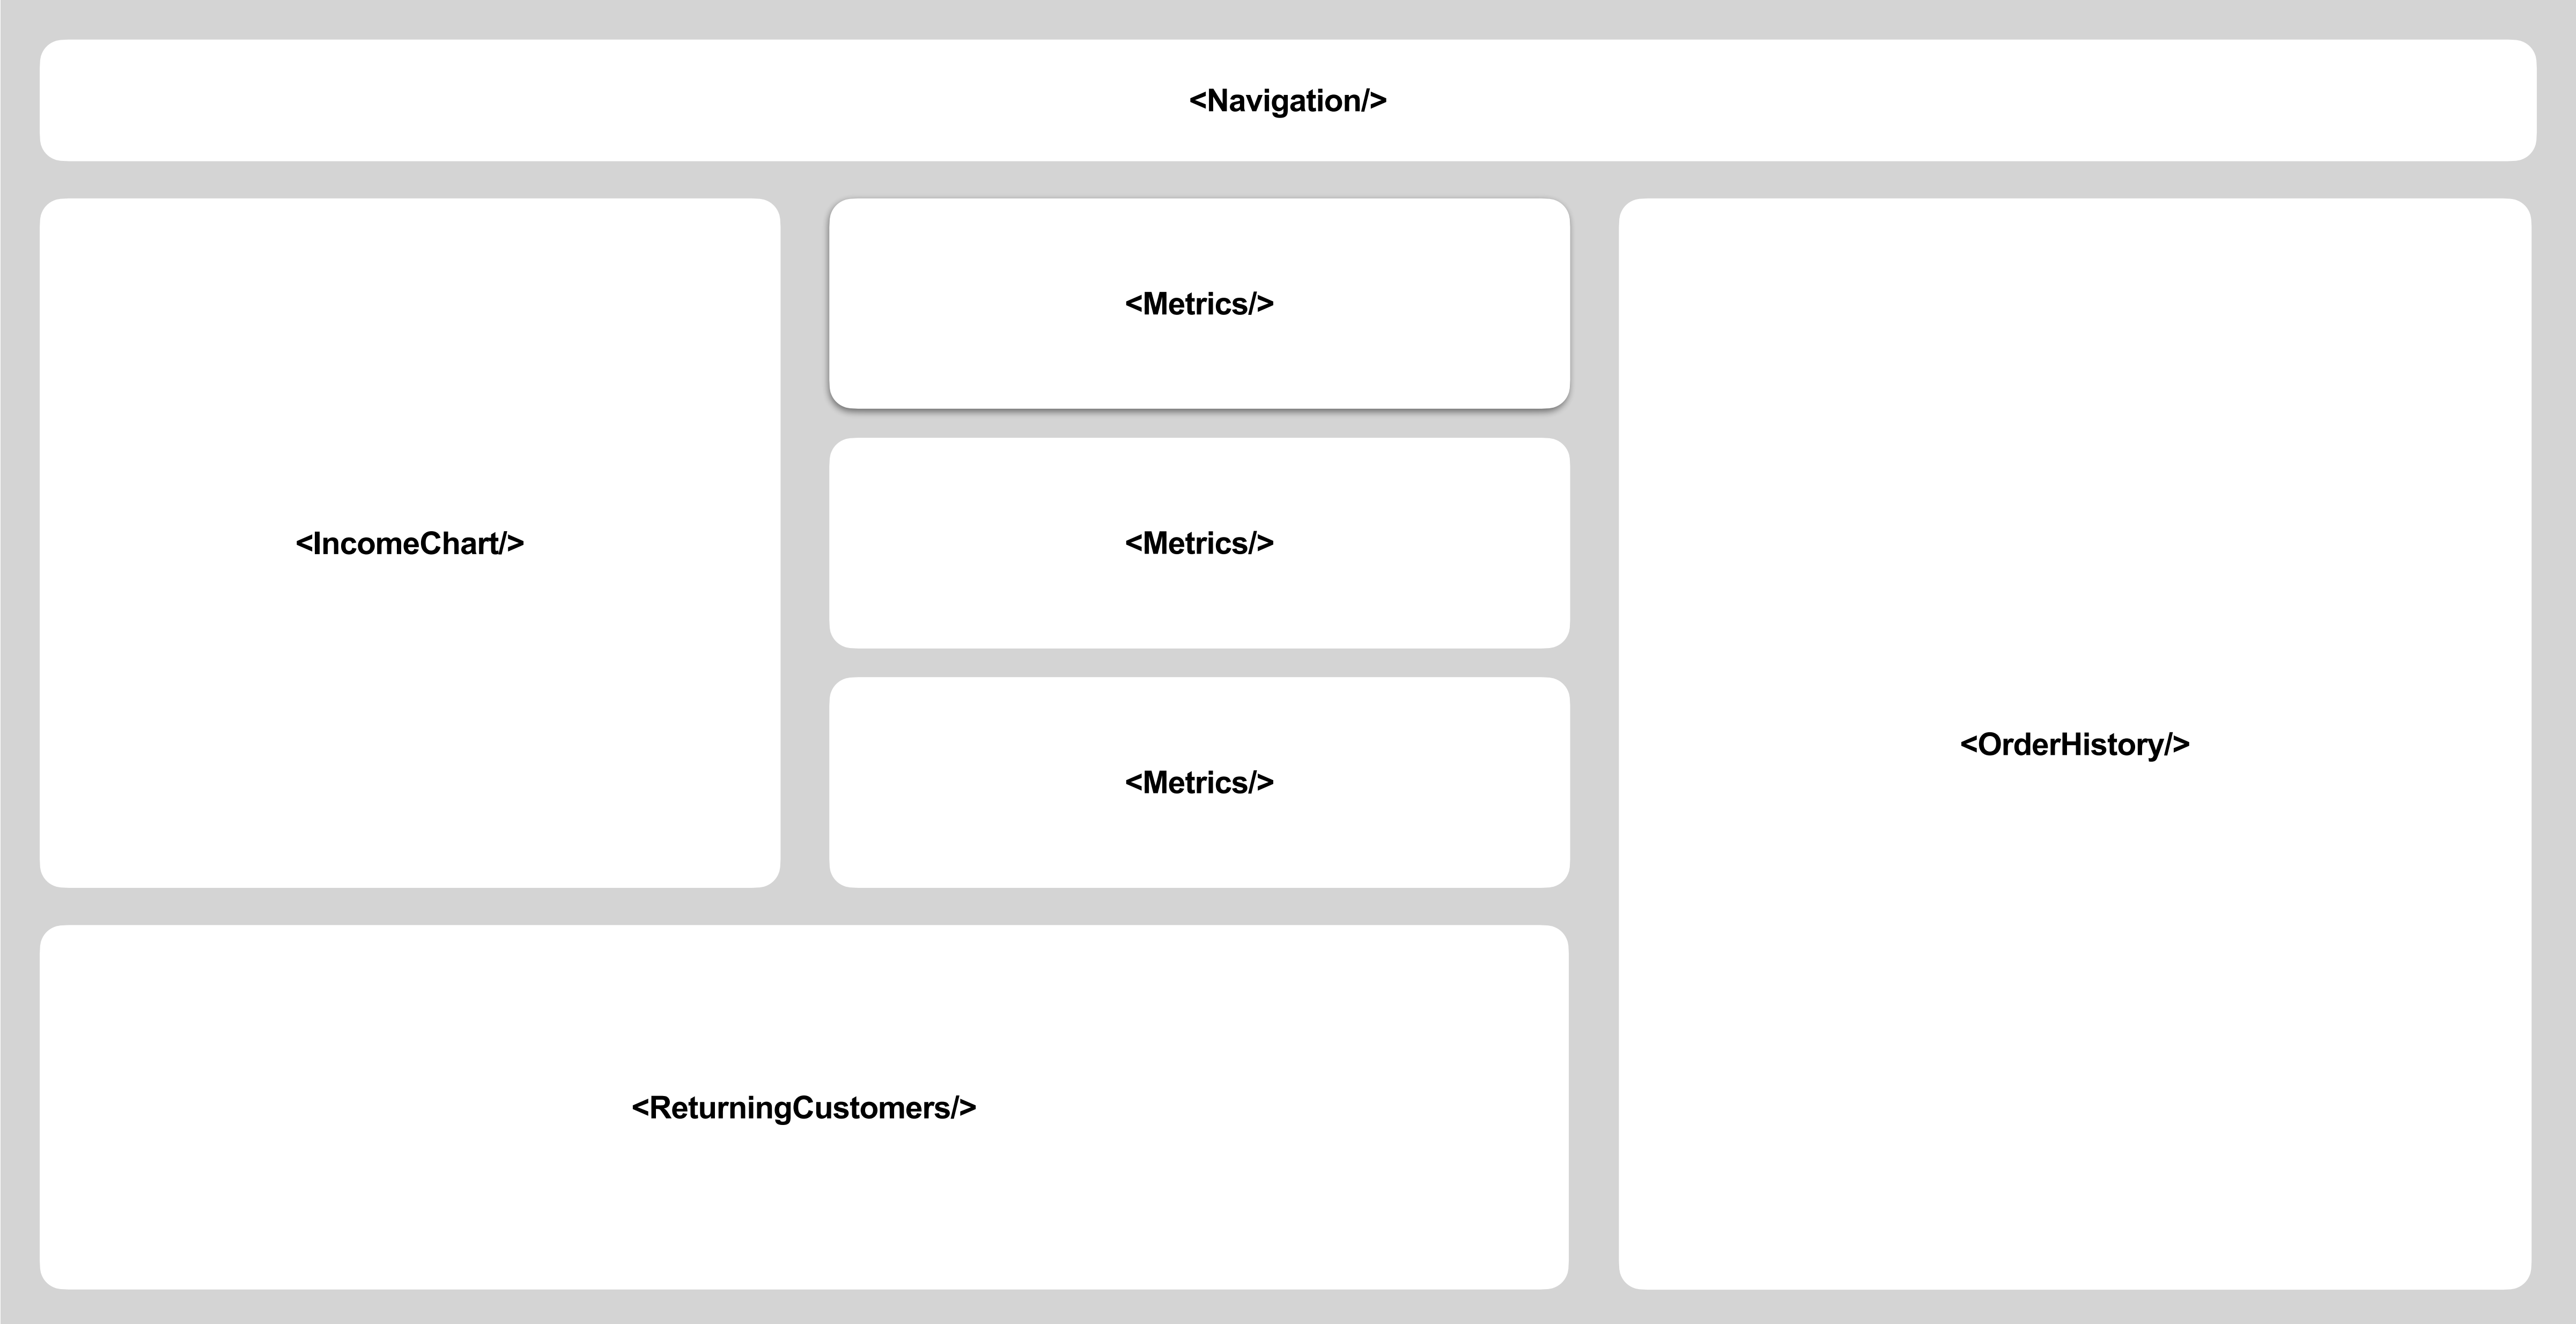 <Navigation/>
<IncomeChart/>
<Metrics/>
<Metrics/>
<Metrics/>
<OrderHistory/>
<ReturningCustomers/>